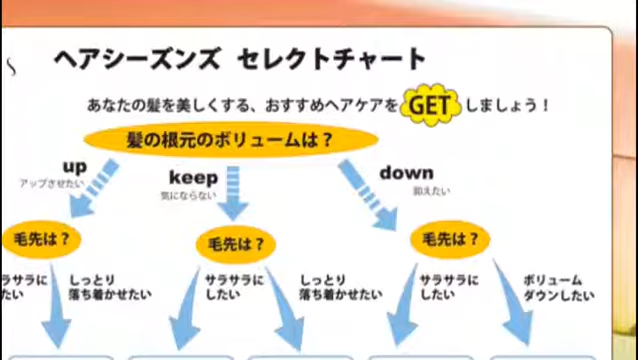 ヘアシーズンズ セレクトチャート
あなたの髪を美しくする、おすすめヘアケアをGETしましょう！
髪の根元のボリュームは？
up
アップさせたい
keep
気にならない
down
抑えたい
毛先は？
毛先は？
毛先は？
ラサラに
たい
しっとり
落ち着かせたい
サラサラに
したい
しっとり
落ち着かせたい
サラサラに
したい
ボリューム
ダウンしたい